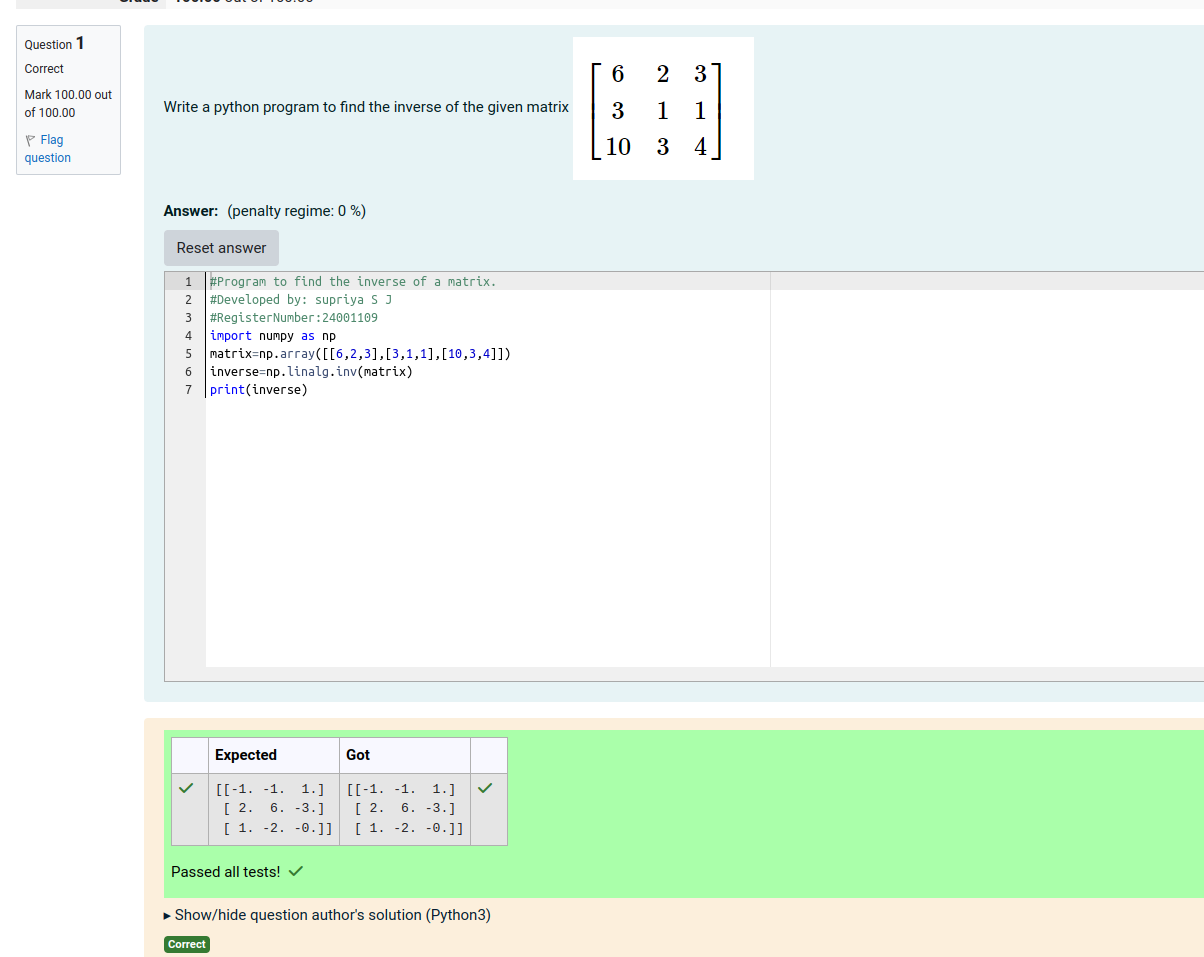 Grade 100.00 out of 100.00
Question 1
Correct
Mark 100.00 out
of 100.00
Flag
question
Write a python program to find the inverse of the given matrix
6 2 3
3 1 1
10 3 4
Answer: (penalty regime: 0 %)
Reset answer
1 #Program to find the inverse of a matrix.
2 #Developed by: supriya S J
3 #RegisterNumber:24001109
4 import numpy as np
5 matrix=np.array([[6,2,3],[3,1,1],[10,3,4]])
6 inverse=np.linalg.inv(matrix)
7 print(inverse)
Expected Got
[[-1. -1.  1.] [[-1. -1.  1.]
[ 2.  6. -3.] [ 2.  6. -3.]
[ 1. -2. -0.]] [ 1. -2. -0.]]
Passed all tests!
Show/hide question author's solution (Python3)
Correct